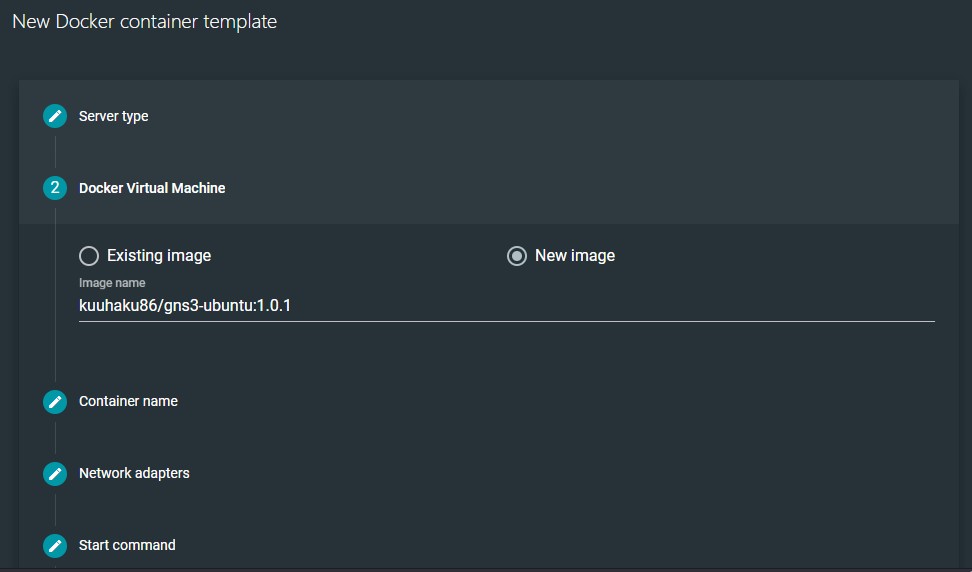 New Docker container template
Server type
2 Docker Virtual Machine
Existing image New image
Image name
kuuhaku86/gns3-ubuntu:1.0.1
Container name
Network adapters
Start command